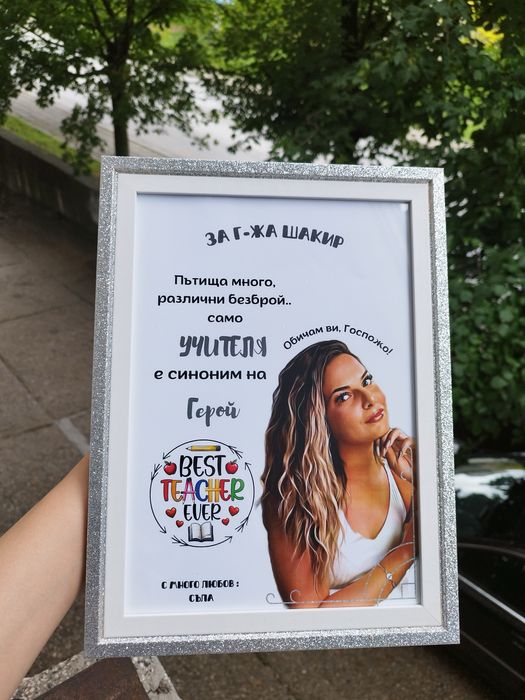 ЗА Г-ЖА ШАКИР
Пътища много,
различни безброй..
само
УЧИТЕЛЯ
е синоним на
Герой
Обичам ви, Госпожо!
BEST
TEACHER
EVER
С МНОГО ЛЮБОВ :
СЪЛА